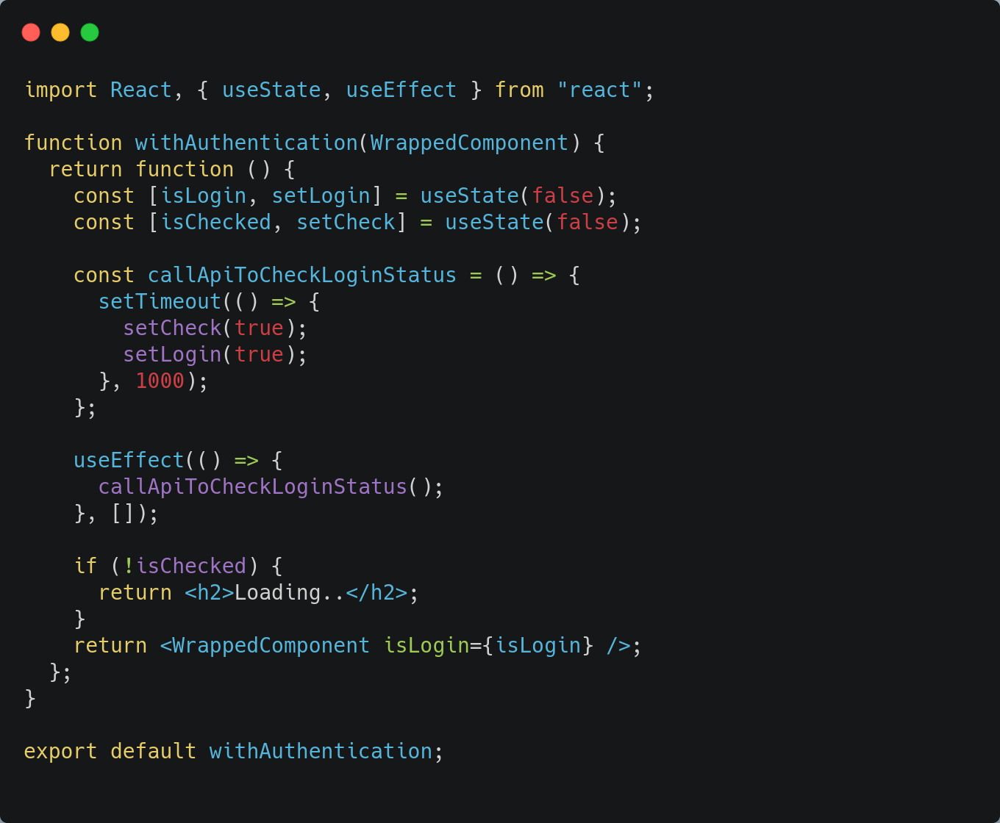 import React, { useState, useEffect } from "react";

function withAuthentication(WrappedComponent) {
  return function () {
    const [isLogin, setLogin] = useState(false);
    const [isChecked, setCheck] = useState(false);

    const callApiToCheckLoginStatus = () => {
      setTimeout(() => {
        setCheck(true);
        setLogin(true);
      }, 1000);
    };

    useEffect(() => {
      callApiToCheckLoginStatus();
    }, []);

    if (!isChecked) {
      return <h2>Loading..</h2>;
    }
    return <WrappedComponent isLogin={isLogin} />;
  };
}

export default withAuthentication;